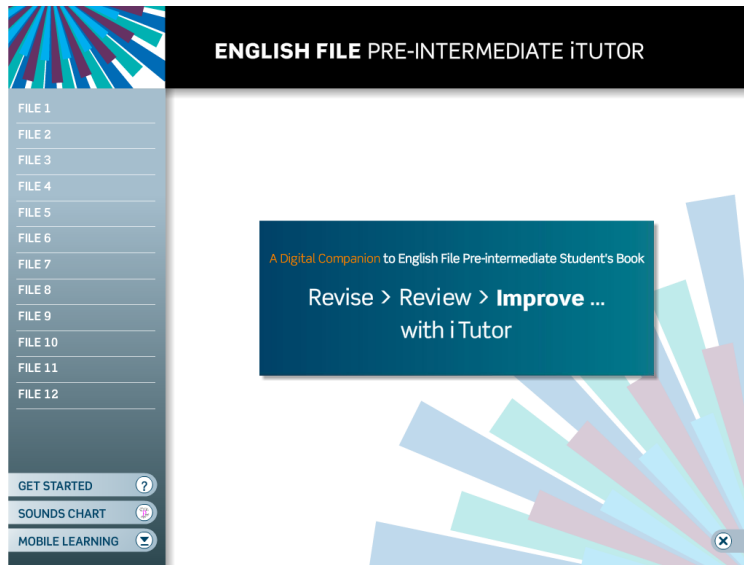 ENGLISH FILE PRE-INTERMEDIATE iTUTOR
FILE 1
FILE 2
FILE 3
FILE 4
FILE 5
FILE 6
FILE 7
FILE 8
FILE 9
FILE 10
FILE 11
FILE 12
GET STARTED ?
SOUNDS CHART
MOBILE LEARNING
A Digital Companion to English File Pre-intermediate Student's Book
Revise > Review > Improve ...
with iTutor